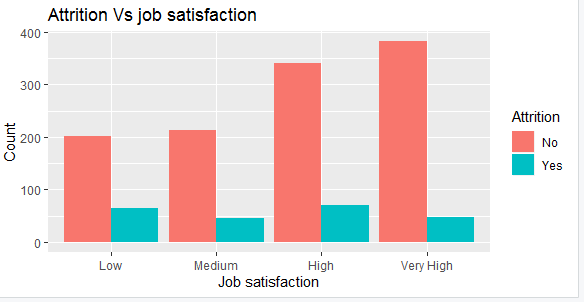 Attrition Vs job satisfaction
400
300
200
100
0
Count
Low Medium High Very High
Job satisfaction
Attrition
No
Yes